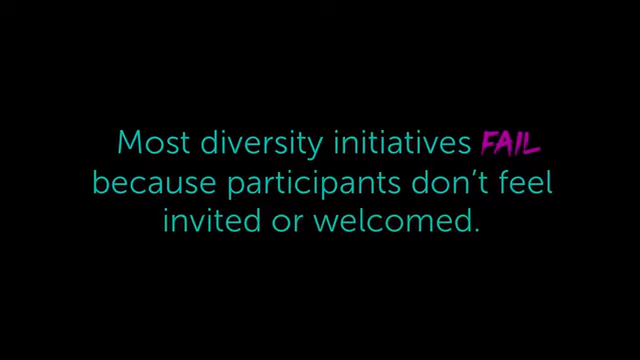 Most diversity initiatives FAIL
because participants don’t feel
invited or welcomed.